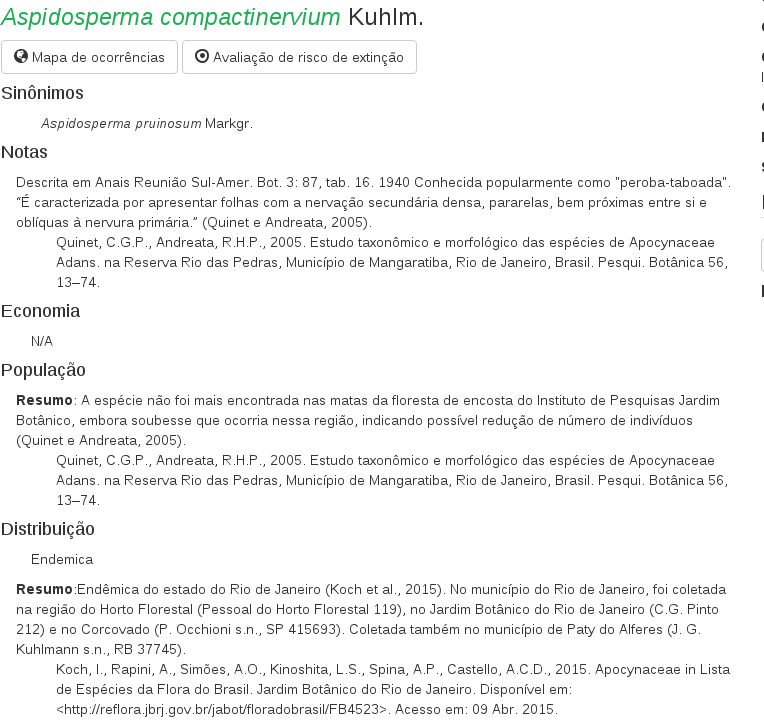 Aspidosperma compactinervium Kuhlm.
Mapa de ocorrências Avaliação de risco de extinção
Sinônimos
Aspidosperma pruinosum Markgr.
Notas
Descrita em Anais Reunião Sul-Amer. Bot. 3: 87, tab. 16. 1940 Conhecida popularmente como "peroba-taboada".
“É caracterizada por apresentar folhas com a nervação secundária densa, pararelas, bem próximas entre si e
oblíquas à nervura primária.” (Quinet e Andreata, 2005).
Quinet, C.G.P., Andreata, R.H.P., 2005. Estudo taxonômico e morfológico das espécies de Apocynaceae
Adans. na Reserva Rio das Pedras, Município de Mangaratiba, Rio de Janeiro, Brasil. Pesqui. Botânica 56,
13–74.
Economia
N/A
População
Resumo: A espécie não foi mais encontrada nas matas da floresta de encosta do Instituto de Pesquisas Jardim
Botânico, embora soubesse que ocorria nessa região, indicando possível redução de número de indivíduos
(Quinet e Andreata, 2005).
Quinet, C.G.P., Andreata, R.H.P., 2005. Estudo taxonômico e morfológico das espécies de Apocynaceae
Adans. na Reserva Rio das Pedras, Município de Mangaratiba, Rio de Janeiro, Brasil. Pesqui. Botânica 56,
13–74.
Distribuição
Endemica
Resumo:Endêmica do estado do Rio de Janeiro (Koch et al., 2015). No município do Rio de Janeiro, foi coletada
na região do Horto Florestal (Pessoal do Horto Florestal 119), no Jardim Botânico do Rio de Janeiro (C.G. Pinto
212) e no Corcovado (P. Occhioni s.n., SP 415693). Coletada também no município de Paty do Alferes (J. G.
Kuhlmann s.n., RB 37745).
Koch, I., Rapini, A., Simões, A.O., Kinoshita, L.S., Spina, A.P., Castello, A.C.D., 2015. Apocynaceae in Lista
de Espécies da Flora do Brasil. Jardim Botânico do Rio de Janeiro. Disponível em:
<http://reflora.jbrj.gov.br/jabot/floradobrasil/FB4523>. Acesso em: 09 Abr. 2015.